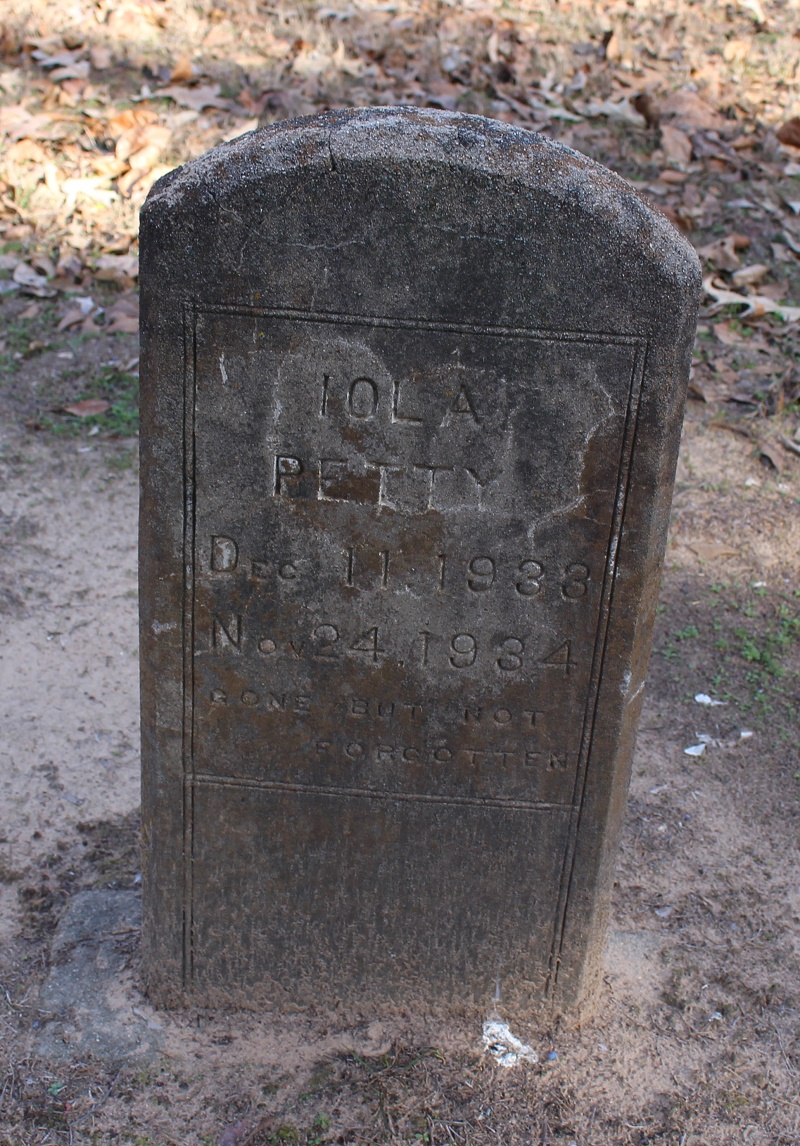 IOLA
PETTY
DEC 11, 1933
NOV 24, 1934
GONE BUT NOT
FORGOTTEN